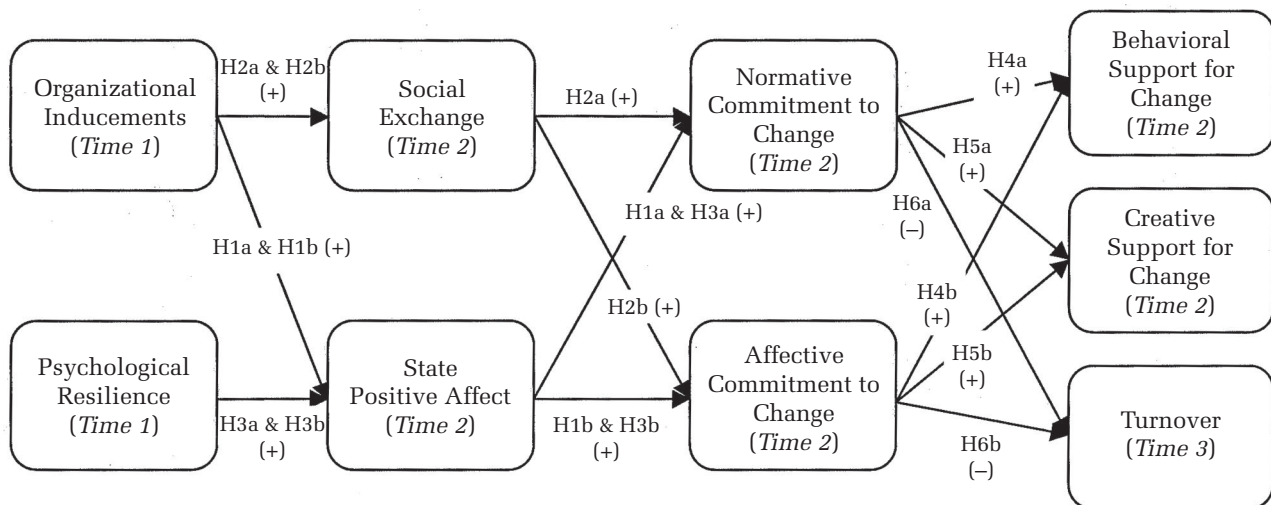 Organizational
Inducements
(Time 1)
H2a & H2b
(+)
Social
Exchange
(Time 2)
H2a (+)
Normative
Commitment to
Change
(Time 2)
H4a
(+)
Behavioral
Support for
Change
(Time 2)
H5a
(+)
H1a & H3a (+)
H6a
(–)
Creative
Support for
Change
(Time 2)
H1a & H1b (+)
H2b (+)
H4b
(+)
H5b
(+)
Psychological
Resilience
(Time 1)
H3a & H3b
(+)
State
Positive Affect
(Time 2)
H1b & H3b
(+)
Affective
Commitment to
Change
(Time 2)
H6b
(–)
Turnover
(Time 3)